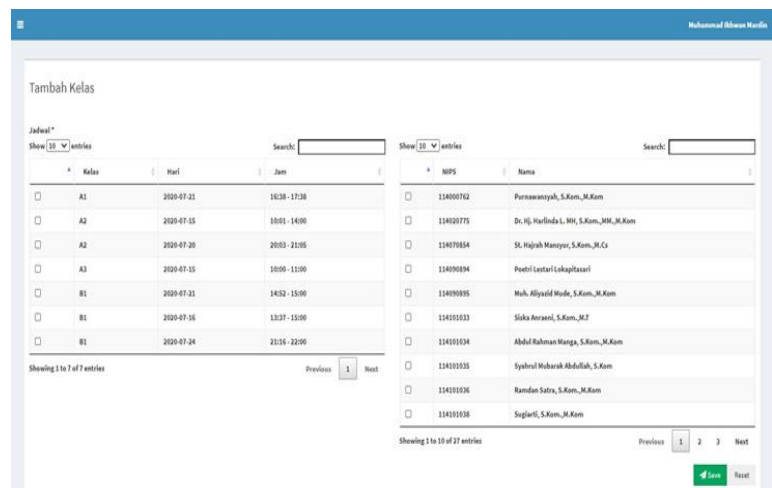 Muhammad Ikhwan Mardin
Tambah Kelas
Jadwal *
Show 10 entries
Search:
Kelas Hari Jam
A1 2020-07-21 16:38 - 17:38
A2 2020-07-15 10:01 - 14:00
A2 2020-07-20 20:03 - 21:05
A3 2020-07-15 10:00 - 11:00
B1 2020-07-21 14:52 - 15:00
B1 2020-07-16 13:37 - 15:00
B1 2020-07-24 21:16 - 22:00
Showing 1 to 7 of 7 entries
Previous 1 Next
Show 10 entries
Search:
NIPS Nama
114000762 Purnawansyah, S.Kom.,M.Kom
114020775 Dr. Hj. Harlinda L. MH, S.Kom.,MM.,M.Kom
114070854 St. Hajrah Mansyur, S.Kom.,M.Cs
114090894 Poetri Lestari Lokapitasari
114090895 Muh. Aliyazid Mude, S.Kom.,M.Kom
114101033 Siska Anraeni, S.Kom.,M.T
114101034 Abdul Rahman Manga, S.Kom.,M.Kom
114101035 Syahrul Mubarak Abdullah, S.Kom
114101036 Ramdan Satra, S.Kom.,M.Kom
114101038 Sugiarti, S.Kom.,M.Kom
Showing 1 to 10 of 27 entries
Previous 1 2 3 Next
Save Reset